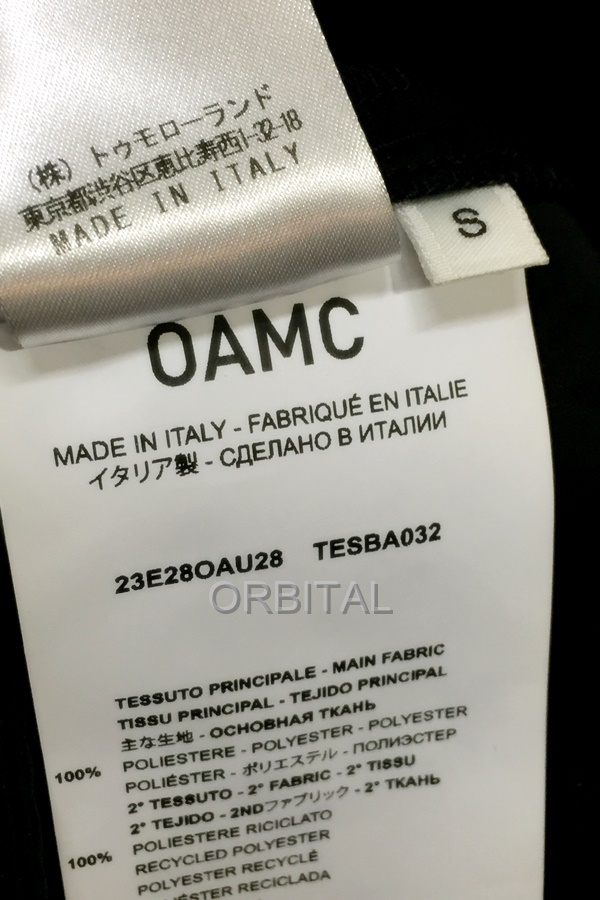 (株) トゥモローランド
東京都渋谷区恵比寿西1-32-18
MADE IN ITALY
S
OAMC
MADE IN ITALY - FABRIQUÉ EN ITALIE
イタリア製 - СДЕЛАНО В ИТАЛИИ
23E28OAU28 TESBA032
ORBITAL
TESSUTO PRINCIPALE - MAIN FABRIC
TISSU PRINCIPAL - TEJIDO PRINCIPAL
主な生地 - ОСНОВНАЯ ТКАНЬ
100% POLIESTERE - POLYESTER - POLYESTER
POLIÉSTER - ポリエステル - ПОЛИЭСТЕР
2° TESSUTO - 2° FABRIC - 2° TISSU
2° TEJIDO - 2NDファブリック - 2° ТКАНЬ
100% POLIESTERE RICICLATO
RECYCLED POLYESTER
POLYESTER RECYCLÉ
RECICLADA